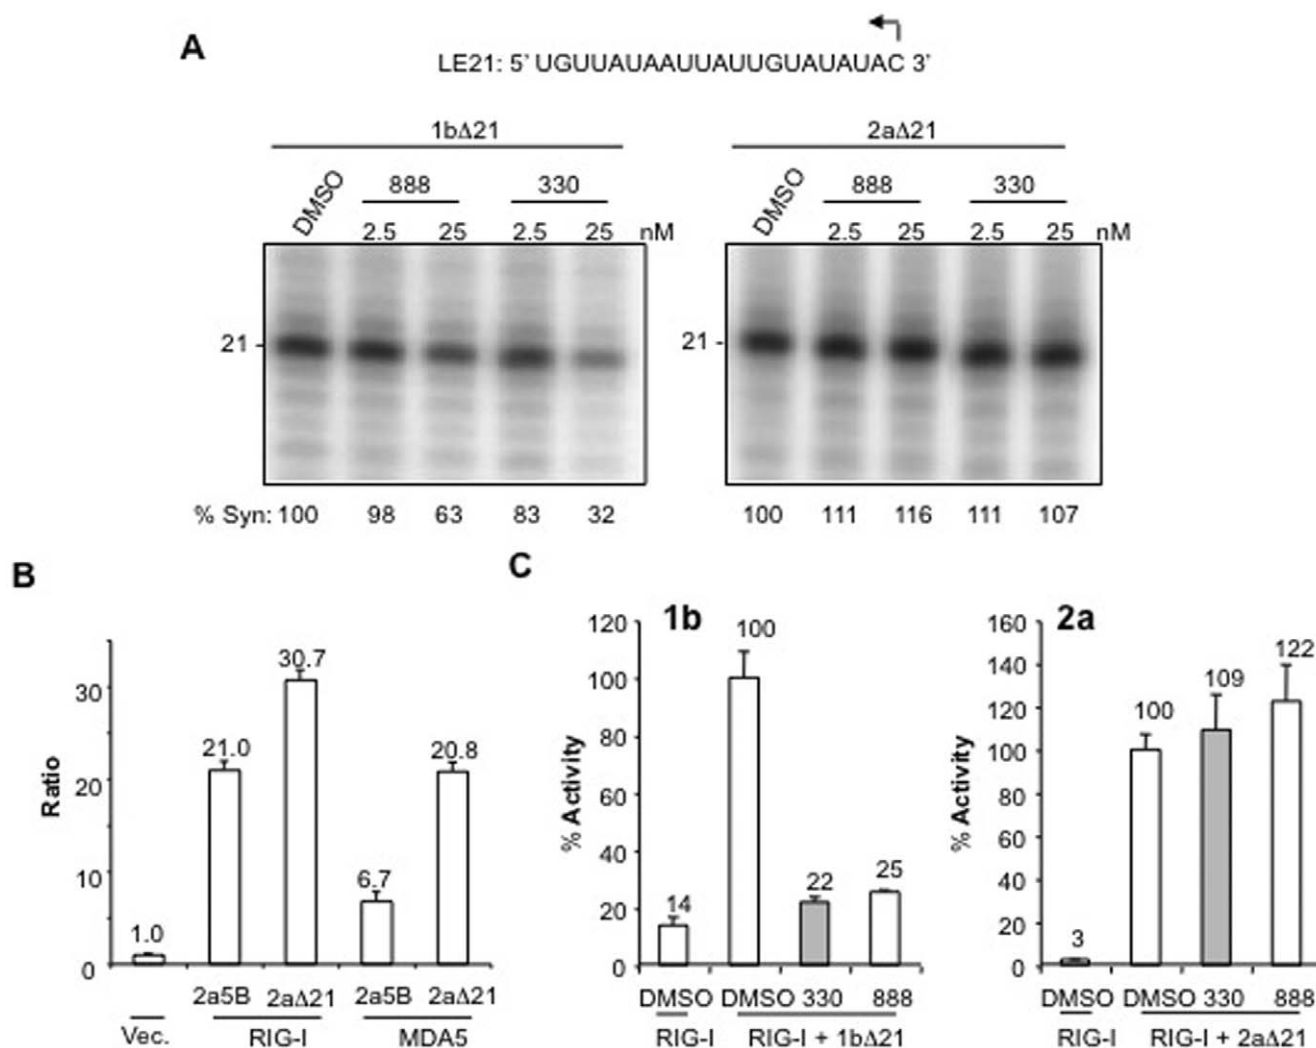 A
LE21: 5' UGUUAUAAUUAUUGUAUAUAC 3'
1bΔ21
DMSO 888 330
2.5 25 2.5 25 nM
21 -
% Syn: 100 98 63 83 32
2aΔ21
DMSO 888 330
2.5 25 2.5 25 nM
21 -
100 111 116 111 107
B
Ratio
30
20
10
0
1.0 21.0 30.7 6.7 20.8
2a5B 2aΔ21 2a5B 2aΔ21
Vec. RIG-I MDA5
C
1b
% Activity
120
100
80
60
40
20
0
14 100 22 25
DMSO DMSO 330 888
RIG-I RIG-I + 1bΔ21
2a
% Activity
160
140
120
100
80
60
40
20
0
3 100 109 122
DMSO DMSO 330 888
RIG-I RIG-I + 2aΔ21